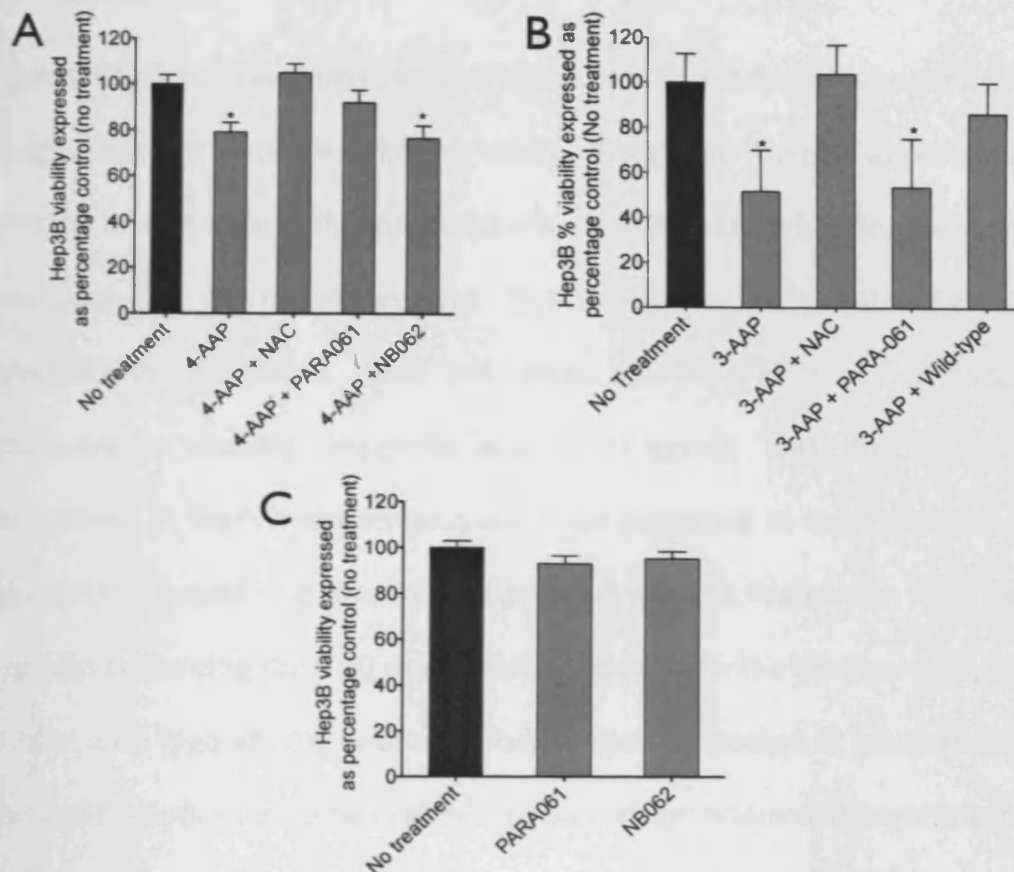 A
Hep3B viability expressed
as percentage control (no treatment)
120
100
80
60
40
20
0
*
*
No treatment
4-AAP
4-AAP + NAC
4-AAP + PARA061
4-AAP +NB062
B
Hep3B % viability expressed as
percentage control (No treatment)
120
100
80
60
40
20
0
*
*
No Treatment
3-AAP
3-AAP + NAC
3-AAP + PARA-061
3-AAP + Wild-type
C
Hep3B viability expressed
as percentage control (no treatment)
120
100
80
60
40
20
0
No treatment
PARA061
NB062